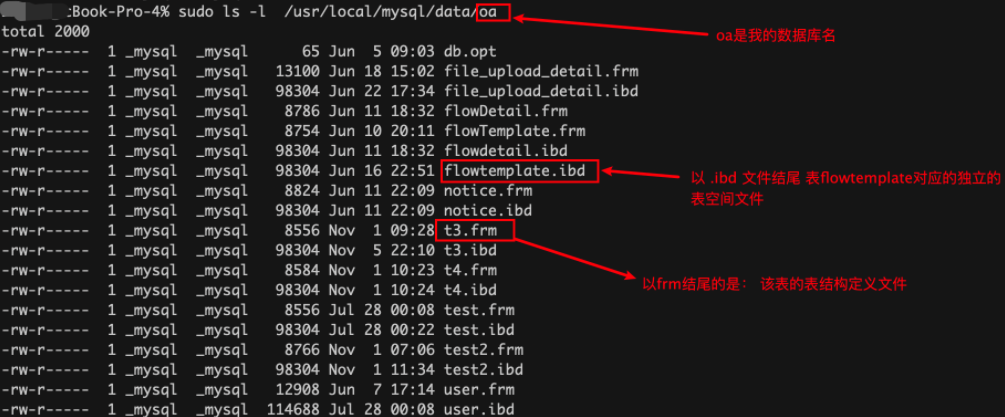 cBook-Pro-4% sudo ls -l /usr/local/mysql/data/oa
oa是我的数据库名
total 2000
-rw-r----- 1 _mysql _mysql 65 Jun 5 09:03 db.opt
-rw-r----- 1 _mysql _mysql 13100 Jun 18 15:02 file_upload_detail.frm
-rw-r----- 1 _mysql _mysql 98304 Jun 22 17:34 file_upload_detail.ibd
-rw-r----- 1 _mysql _mysql 8786 Jun 11 18:32 flowDetail.frm
-rw-r----- 1 _mysql _mysql 8754 Jun 10 20:11 flowTemplate.frm
-rw-r----- 1 _mysql _mysql 98304 Jun 11 18:32 flowdetail.ibd
-rw-r----- 1 _mysql _mysql 98304 Jun 16 22:51 flowtemplate.ibd
以 .ibd 文件结尾 表flowtemplate对应的独立的
表空间文件
-rw-r----- 1 _mysql _mysql 8824 Jun 11 22:09 notice.frm
-rw-r----- 1 _mysql _mysql 98304 Jun 11 22:09 notice.ibd
-rw-r----- 1 _mysql _mysql 8556 Nov 1 09:28 t3.frm
-rw-r----- 1 _mysql _mysql 98304 Nov 5 22:10 t3.ibd
-rw-r----- 1 _mysql _mysql 8584 Nov 1 10:23 t4.frm
以frm结尾的是： 该表的表结构定义文件
-rw-r----- 1 _mysql _mysql 98304 Nov 1 10:24 t4.ibd
-rw-r----- 1 _mysql _mysql 8556 Jul 28 00:08 test.frm
-rw-r----- 1 _mysql _mysql 98304 Jul 28 00:22 test.ibd
-rw-r----- 1 _mysql _mysql 8766 Nov 1 07:06 test2.frm
-rw-r----- 1 _mysql _mysql 98304 Nov 1 11:34 test2.ibd
-rw-r----- 1 _mysql _mysql 12908 Jun 7 17:14 user.frm
-rw-r----- 1 _mysql _mysql 114688 Jul 28 00:08 user.ibd